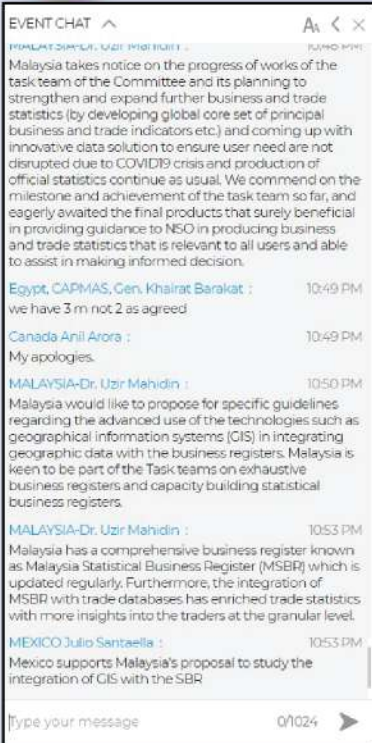 EVENT CHAT
AA
MALAYSIA-Dr. Uzir Mahidin : 10:48 PM
Malaysia takes notice on the progress of works of the
task team of the Committee and its planning to
strengthen and expand further business and trade
statistics (by developing global core set of principal
business and trade indicators etc.) and coming up with
innovative data solution to ensure user need are not
disrupted due to COVID19 crisis and production of
official statistics continue as usual. We commend on the
milestone and achievement of the task team so far, and
eagerly awaited the final products that surely beneficial
in providing guidance to NSO in producing business
and trade statistics that is relevant to all users and able
to assist in making informed decision.
Egypt, CAPMAS, Gen. Khairat Barakat : 10:49 PM
we have 3 m not 2 as agreed
Canada Anil Arora : 10:49 PM
My apologies.
MALAYSIA-Dr. Uzir Mahidin : 10:50 PM
Malaysia would like to propose for specific guidelines
regarding the advanced use of the technologies such as
geographical information systems (GIS) in integrating
geographic data with the business registers. Malaysia is
keen to be part of the Task teams on exhaustive
business registers and capacity building statistical
business registers.
MALAYSIA-Dr. Uzir Mahidin : 10:53 PM
Malaysia has a comprehensive business register known
as Malaysia Statistical Business Register (MSBR) which is
updated regularly. Furthermore, the integration of
MSBR with trade databases has enriched trade statistics
with more insights into the traders at the granular level.
MEXICO Julio Santaella : 10:53 PM
Mexico supports Malaysia's proposal to study the
integration of GIS with the SBR
Type your message 0/1024